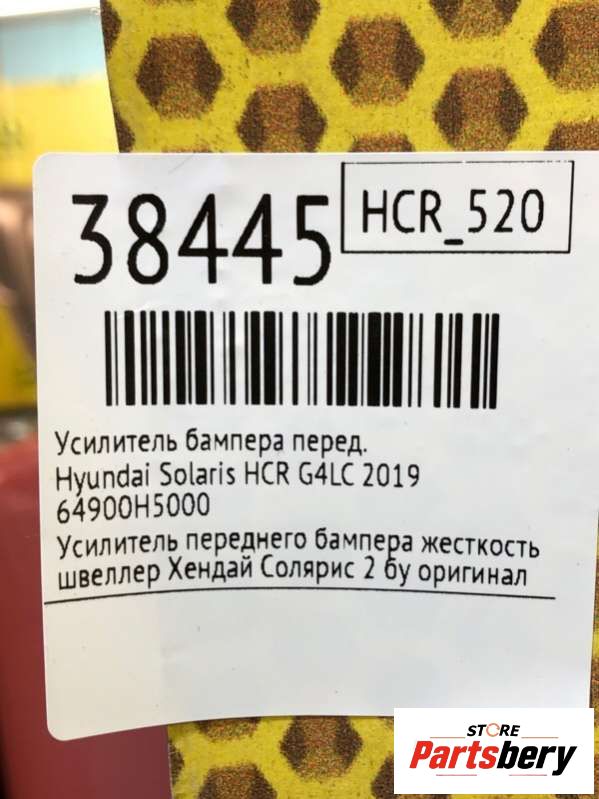 38445
HCR_520
Усилитель бампера перед.
Hyundai Solaris HCR G4LC 2019
64900H5000
Усилитель переднего бампера жесткость
швеллер Хендай Солярис 2 бу оригинал
STORE
Partsbery